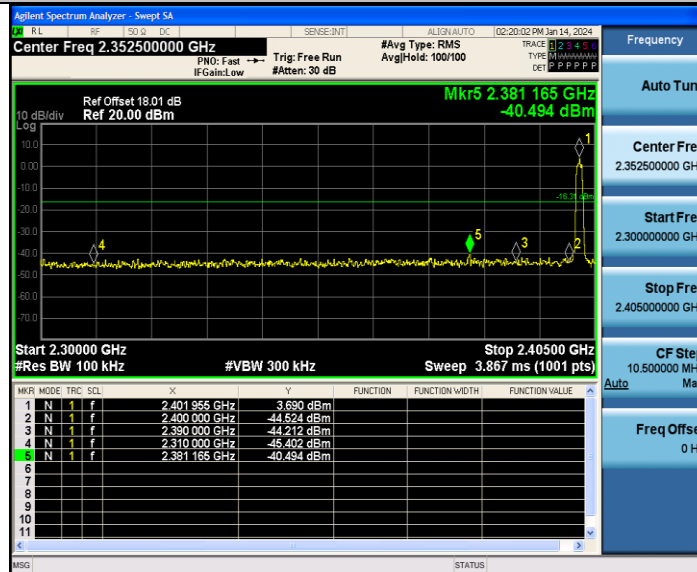 Agilent Spectrum Analyzer - Swept SA
RL RF 50 Ω DC SENSE:INT ALIGN AUTO 02:20:02 PM Jan 14, 2024
Center Freq 2.352500000 GHz
PNO: Fast
IFGain:Low
Trig: Free Run
#Atten: 30 dB
#Avg Type: RMS
Avg|Hold: 100/100
TRACE 1 2 3 4 5 6
TYPE M
DET P P P P P P
Ref Offset 18.01 dB
Ref 20.00 dBm
10 dB/div
Log
Mkr5 2.381 165 GHz
-40.494 dBm
10.0
0.00
-10.0
-20.0
-30.0
-40.0
-50.0
-60.0
-70.0
1
-16.31 dBm
4
5
3
2
Start 2.30000 GHz Stop 2.40500 GHz
#Res BW 100 kHz #VBW 300 kHz Sweep 3.867 ms (1001 pts)
MKR MODE TRC SCL X Y FUNCTION FUNCTION WIDTH FUNCTION VALUE
1 N 1 f 2.401 955 GHz 3.690 dBm
2 N 1 f 2.400 000 GHz -44.524 dBm
3 N 1 f 2.390 000 GHz -44.212 dBm
4 N 1 f 2.310 000 GHz -45.402 dBm
5 N 1 f 2.381 165 GHz -40.494 dBm
6
7
8
9
10
11
MSG STATUS
Frequency
Auto Tun
Center Fre
2.352500000 GH
Start Fre
2.300000000 GH
Stop Fre
2.405000000 GH
CF Ste
10.500000 MH
Auto Ma
Freq Offse
0 H